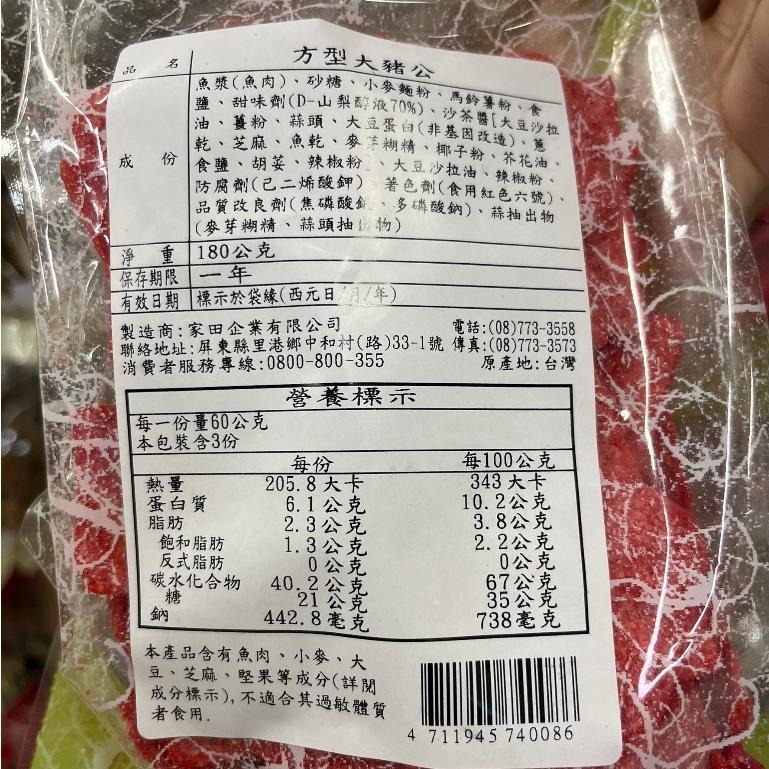 品名 方型大豬公
成份 魚漿(魚肉)、砂糖、小麥麵粉、馬鈴薯粉、食
鹽、甜味劑(D-山梨醇液70%)、沙茶醬[大豆沙拉
油、薑粉、蒜頭、大豆蛋白(非基因改造)、蔥
乾、芝麻、魚乾、麥芽糊精、椰子粉、芥花油、
食鹽、胡荽、辣椒粉]、大豆沙拉油、辣椒粉、
防腐劑(己二烯酸鉀)、著色劑(食用紅色六號)、
品質改良劑(焦磷酸鈉、多磷酸鈉)、蒜抽出物
(麥芽糊精、蒜頭抽出物)
淨重 180公克
保存期限 一年
有效日期 標示於袋緣(西元日/月/年)
製造商:家田企業有限公司 電話:(08)773-3558
聯絡地址:屏東縣里港鄉中和村(路)33-1號 傳真:(08)773-3573
消費者服務專線:0800-800-355 原產地:台灣
營養標示
每一份量60公克
本包裝含3份
每份 每100公克
熱量 205.8大卡 343大卡
蛋白質 6.1公克 10.2公克
脂肪 2.3公克 3.8公克
飽和脂肪 1.3公克 2.2公克
反式脂肪 0公克 0公克
碳水化合物 40.2公克 67公克
糖 21公克 35公克
鈉 442.8毫克 738毫克
本產品含有魚肉、小麥、大
豆、芝麻、堅果等成分(詳閱
成分標示),不適合其過敏體質
者食用.
4 711945 740086